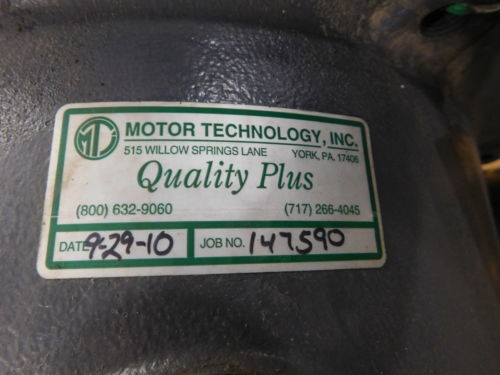 MTI MOTOR TECHNOLOGY, INC.
515 WILLOW SPRINGS LANE YORK, PA. 17406
Quality Plus
(800) 632-9060 (717) 266-4045
DATE 9-29-10 JOB NO. 147590